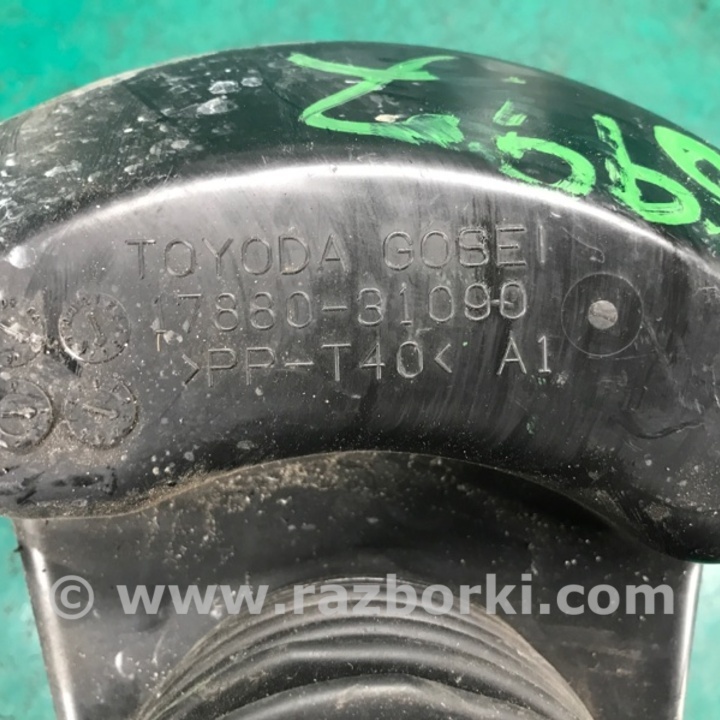 TOYODA GOSEI
17880-31090
>PP-T40< A1
© www.razborki.com